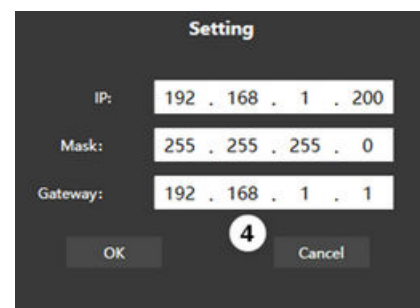 Setting
IP: 192 . 168 . 1 . 200
Mask: 255 . 255 . 255 . 0
Gateway: 192 . 168 . 1 . 1
4
OK Cancel